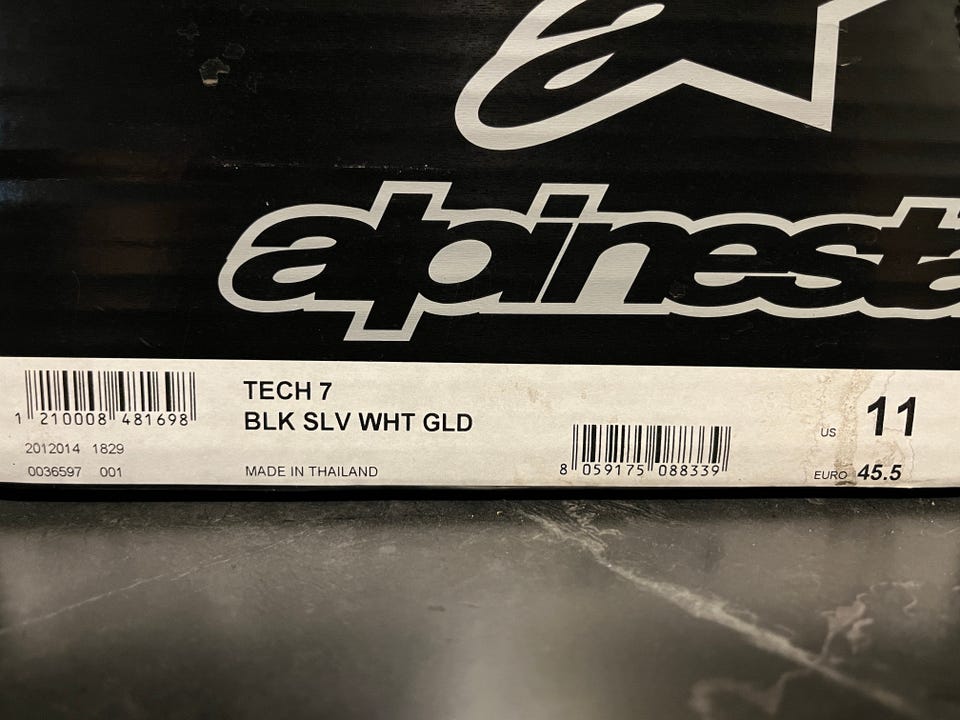 alpinesta
1 210008 481698
2012014 1829
0036597 001
TECH 7
BLK SLV WHT GLD
MADE IN THAILAND
8 059175 088339
US 11
EURO 45.5